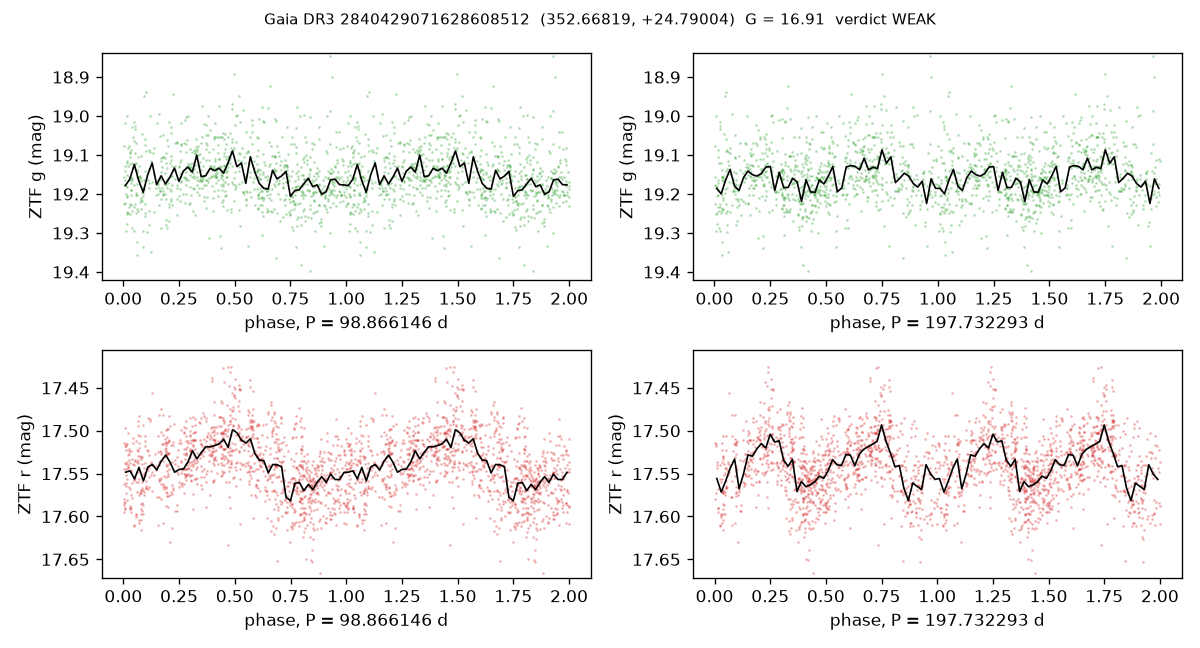 Gaia DR3 2840429071628608512 (352.66819, +24.79004) G = 16.91 verdict WEAK
ZTF g (mag)
18.9
19.0
19.1
19.2
19.3
19.4
0.00 0.25 0.50 0.75 1.00 1.25 1.50 1.75 2.00
phase, P = 98.866146 d
ZTF g (mag)
18.9
19.0
19.1
19.2
19.3
19.4
0.00 0.25 0.50 0.75 1.00 1.25 1.50 1.75 2.00
phase, P = 197.732293 d
ZTF r (mag)
17.45
17.50
17.55
17.60
17.65
0.00 0.25 0.50 0.75 1.00 1.25 1.50 1.75 2.00
phase, P = 98.866146 d
ZTF r (mag)
17.45
17.50
17.55
17.60
17.65
0.00 0.25 0.50 0.75 1.00 1.25 1.50 1.75 2.00
phase, P = 197.732293 d